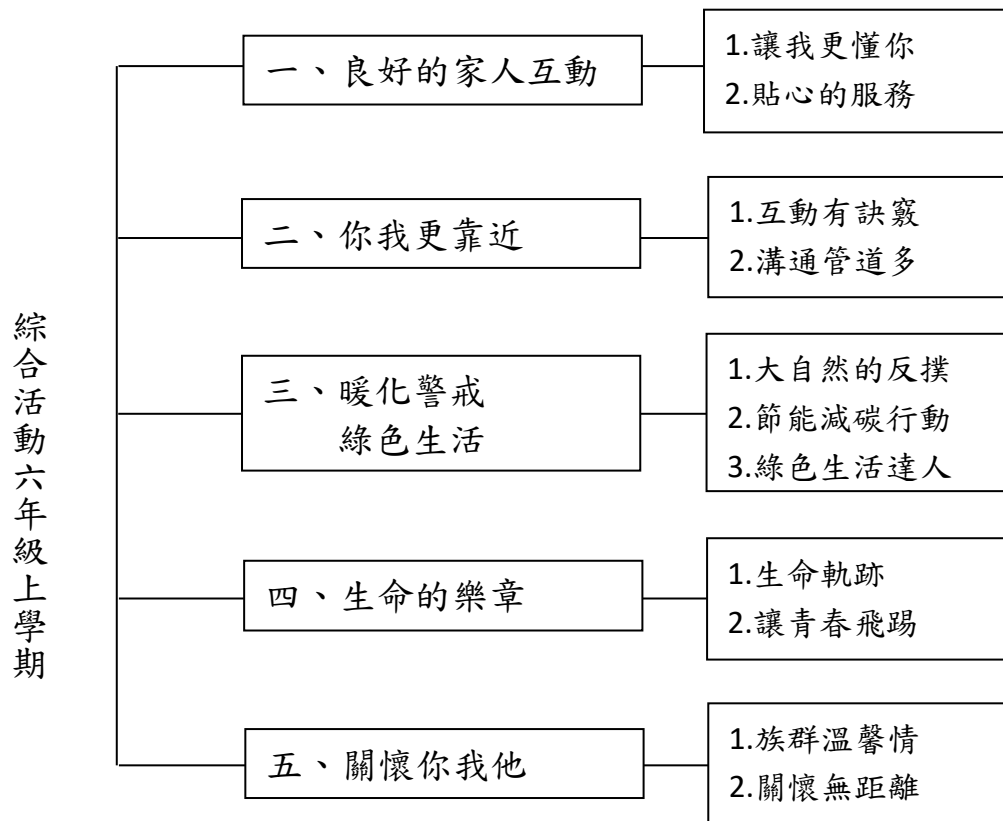 綜合活動六年級上學期
一、良好的家人互動
1.讓我更懂你
2.貼心的服務
二、你我更靠近
1.互動有訣竅
2.溝通管道多
三、暖化警戒
綠色生活
1.大自然的反撲
2.節能減碳行動
3.綠色生活達人
四、生命的樂章
1.生命軌跡
2.讓青春飛踢
五、關懷你我他
1.族群溫馨情
2.關懷無距離